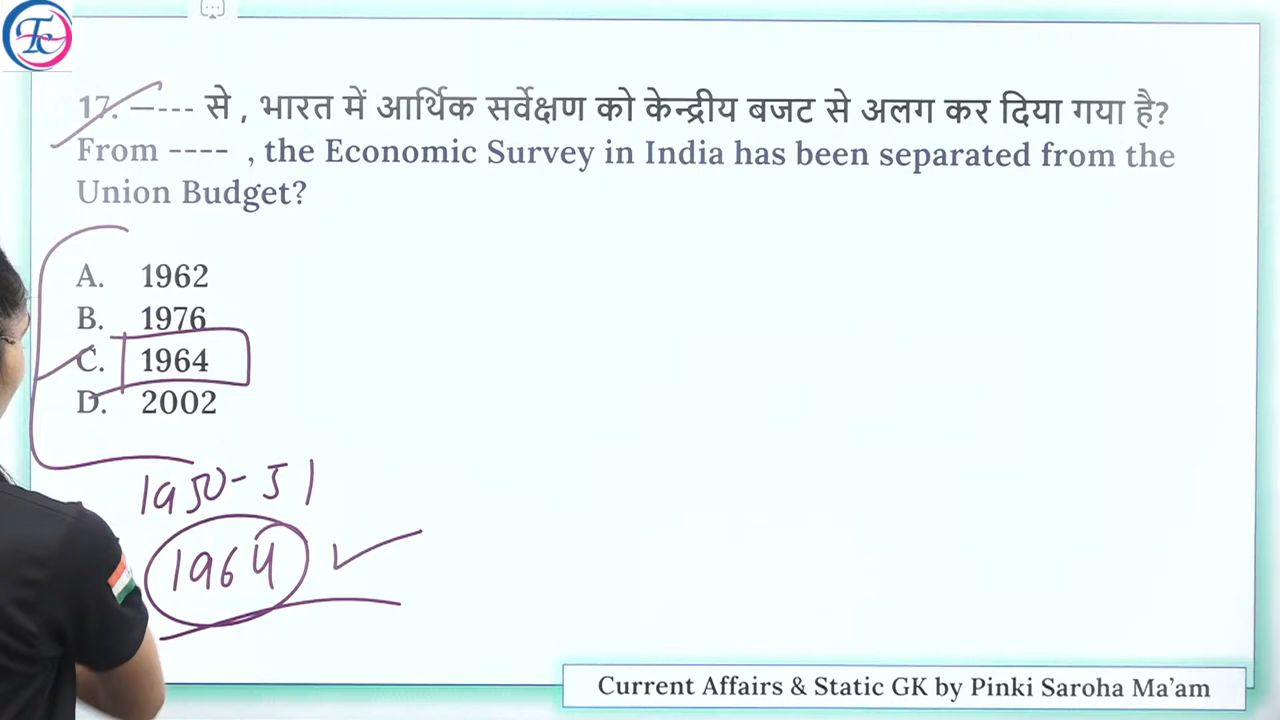 Tc
17. ---- से , भारत में आर्थिक सर्वेक्षण को केन्द्रीय बजट से अलग कर दिया गया है?
From ---- , the Economic Survey in India has been separated from the
Union Budget?
A. 1962
B. 1976
C. 1964
D. 2002
1950-51
1964
Current Affairs & Static GK by Pinki Saroha Ma'am